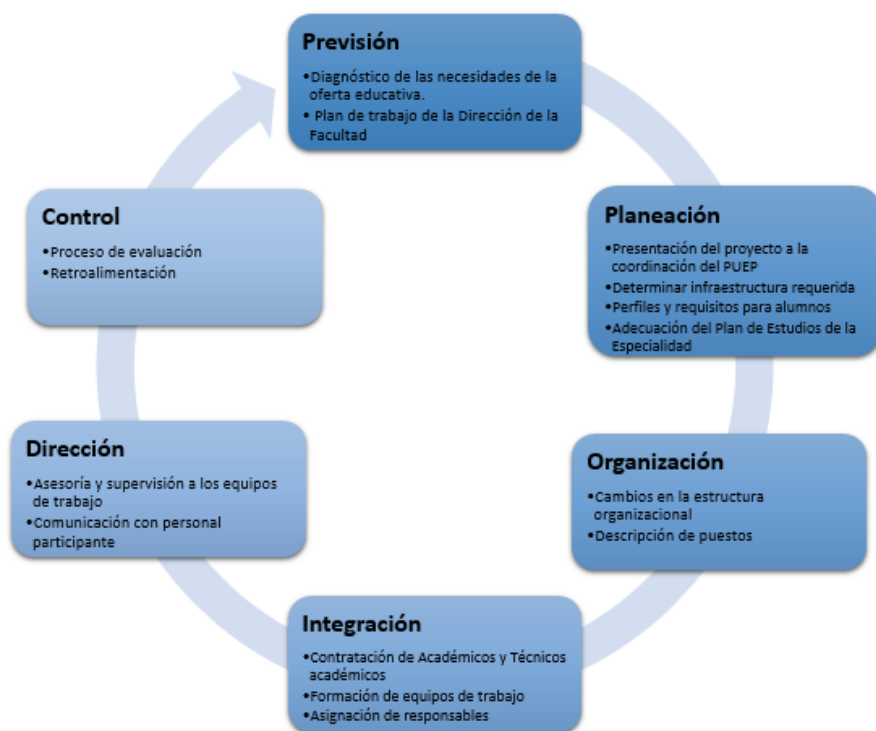 Previsión
•Diagnóstico de las necesidades de la
oferta educativa.
• Plan de trabajo de la Dirección de la
Facultad
Planeación
•Presentación del proyecto a la
coordinación del PUEP
•Determinar infraestructura requerida
•Perfiles y requisitos para alumnos
•Adecuación del Plan de Estudios de la
Especialidad
Organización
•Cambios en la estructura
organizacional
•Descripción de puestos
Integración
•Contratación de Académicos y Técnicos
académicos
•Formación de equipos de trabajo
•Asignación de responsables
Dirección
•Asesoría y supervisión a los equipos
de trabajo
•Comunicación con personal
participante
Control
•Proceso de evaluación
•Retroalimentación